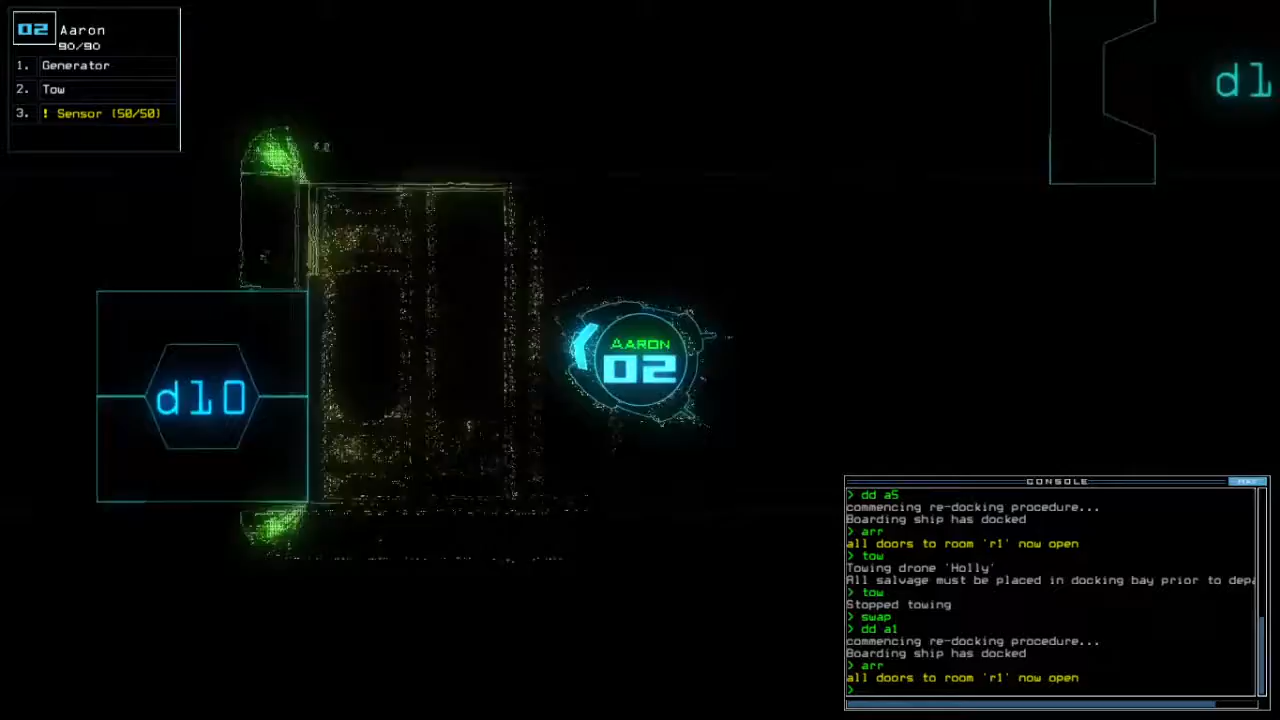 02 Aaron
90/90
1. Generator
2. Tow
3. ! Sensor (50/50)
d1
d10
AARON
02
CONSOLE
> dd a5
commencing re-docking procedure...
Boarding ship has docked
> arr
all doors to room 'r1' now open
> tow
Towing drone 'Holly'
All salvage must be placed in docking bay prior to depa
> tow
Stopped towing
> swap
> dd a1
commencing re-docking procedure...
Boarding ship has docked
> arr
all doors to room 'r1' now open
>